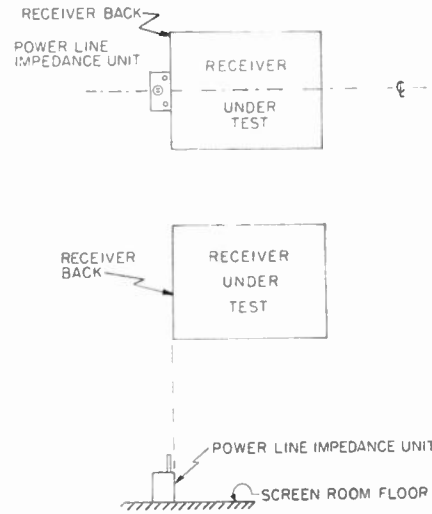 RECEIVER BACK
POWER LINE
IMPEDANCE UNIT
RECEIVER
UNDER
TEST
℄
RECEIVER
BACK
RECEIVER
UNDER
TEST
POWER LINE IMPEDANCE UNIT
SCREEN ROOM FLOOR